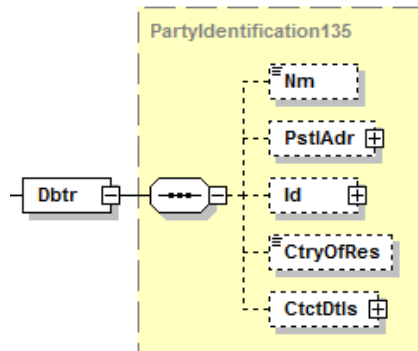 PartyIdentification135
Nm
PstlAdr
Dbtr
Id
CtryOfRes
CtctDtls